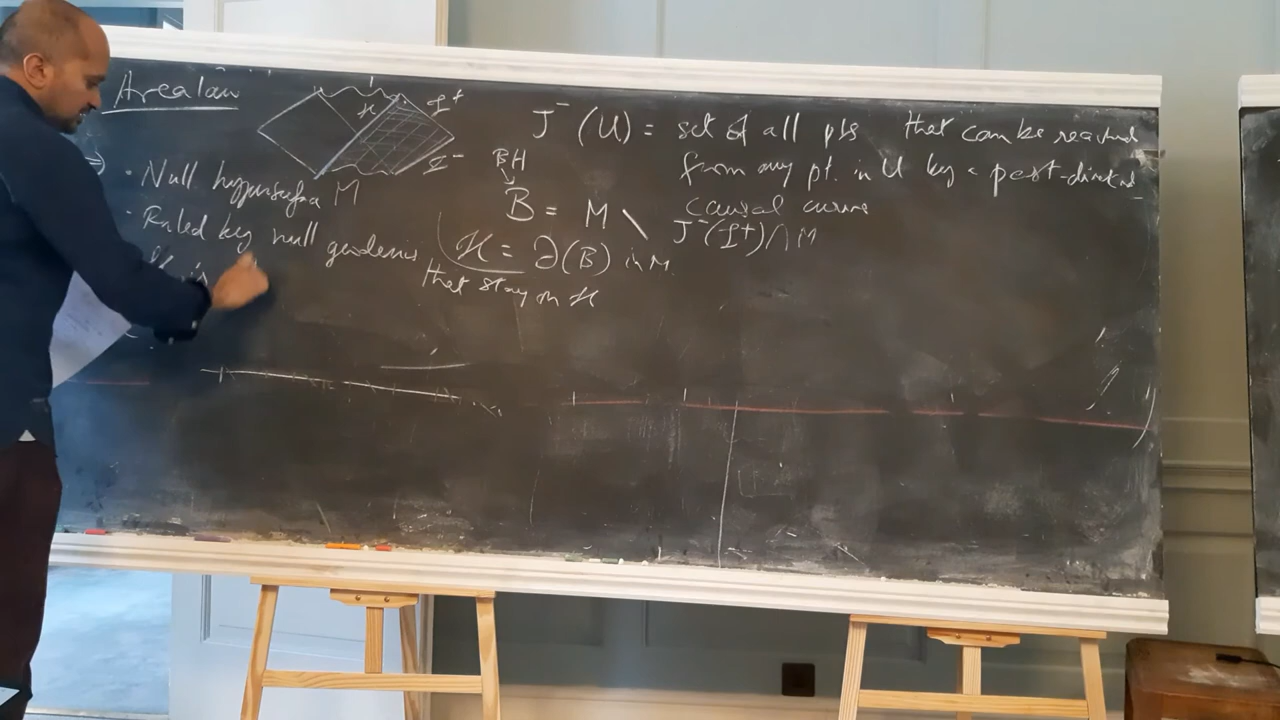 Area law
H
I⁺
I⁻
⇒ · Null hypersurface M
· Ruled by null geodesics
that stay on H
H is
J⁻(U) = set of all pts that can be reached
from any pt. in U by a past-directed
causal curve
BH
↓
B = M \ J⁻(I⁺) ∩ M
H = ∂(B) in M